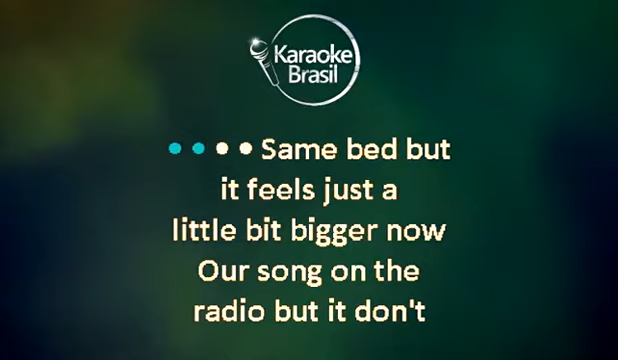 Karaoke
Brasil
Same bed but
it feels just a
little bit bigger now
Our song on the
radio but it don't